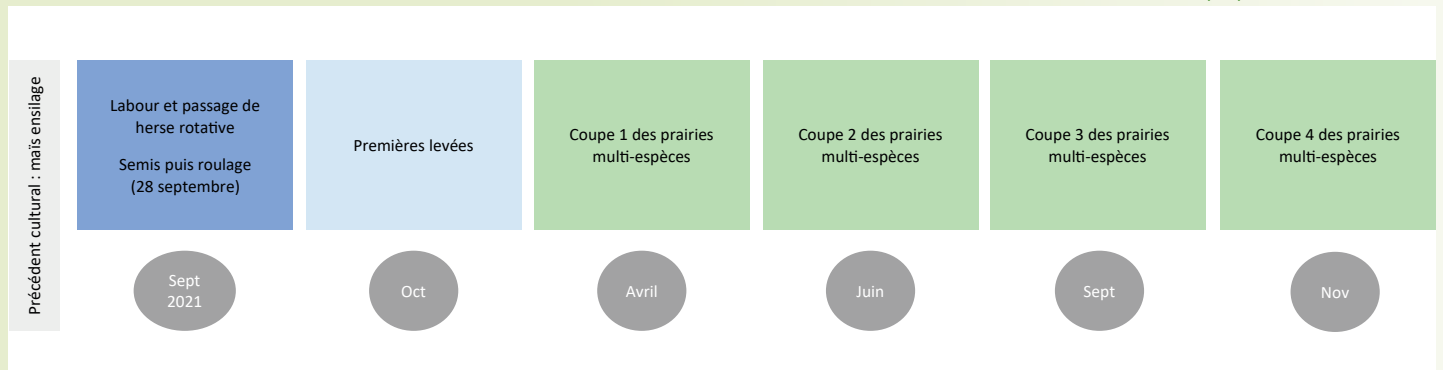 Précédent cultural : maïs ensilage
Labour et passage de
herse rotative
Semis puis roulage
(28 septembre)
Premières levées
Coupe 1 des prairies
multi-espèces
Coupe 2 des prairies
multi-espèces
Coupe 3 des prairies
multi-espèces
Coupe 4 des prairies
multi-espèces
Sept
2021
Oct
Avril
Juin
Sept
Nov